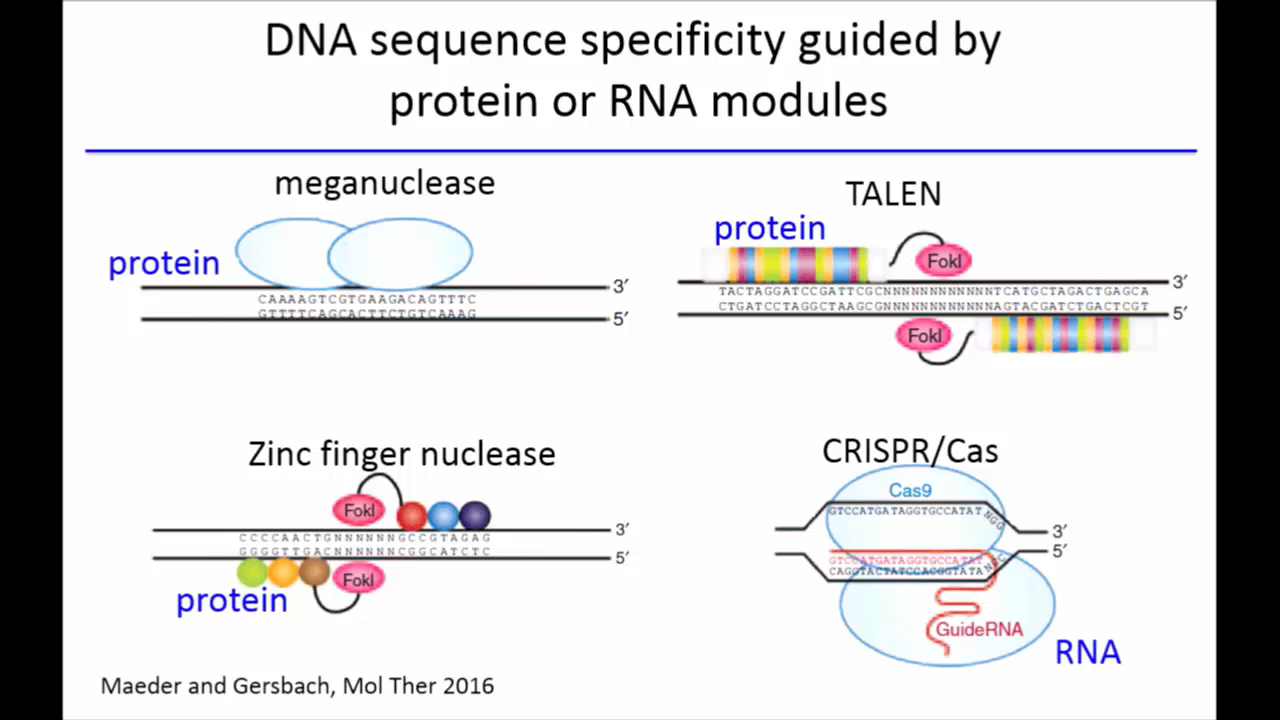 DNA sequence specificity guided by
protein or RNA modules
meganuclease
protein
3′
CAAAAGTCGTGAAGACAGTTTC
GTTTTCAGCACTTCTGTCAAAG
5′
TALEN
protein
FokI
3′
TACTAGGATCCGATTCGCNNNNNNNNNNNNTCATGCTAGACTGAGCA
CTGATCCTAGGCTAAGCGNNNNNNNNNNNNAGTACGATCTGACTCGT
5′
FokI
Zinc finger nuclease
FokI
3′
CCCCAACTGNNNNNNGCCGTAGAG
GGGGTTGACNNNNNNCGGCATCTC
5′
FokI
protein
CRISPR/Cas
Cas9
GTCCATGATAGGTGCCATATNGG
3′
5′
GTCCATGATAGGTGCCATAT
CAGGTACTATCCACGGTATANCC
GuideRNA
RNA
Maeder and Gersbach, Mol Ther 2016